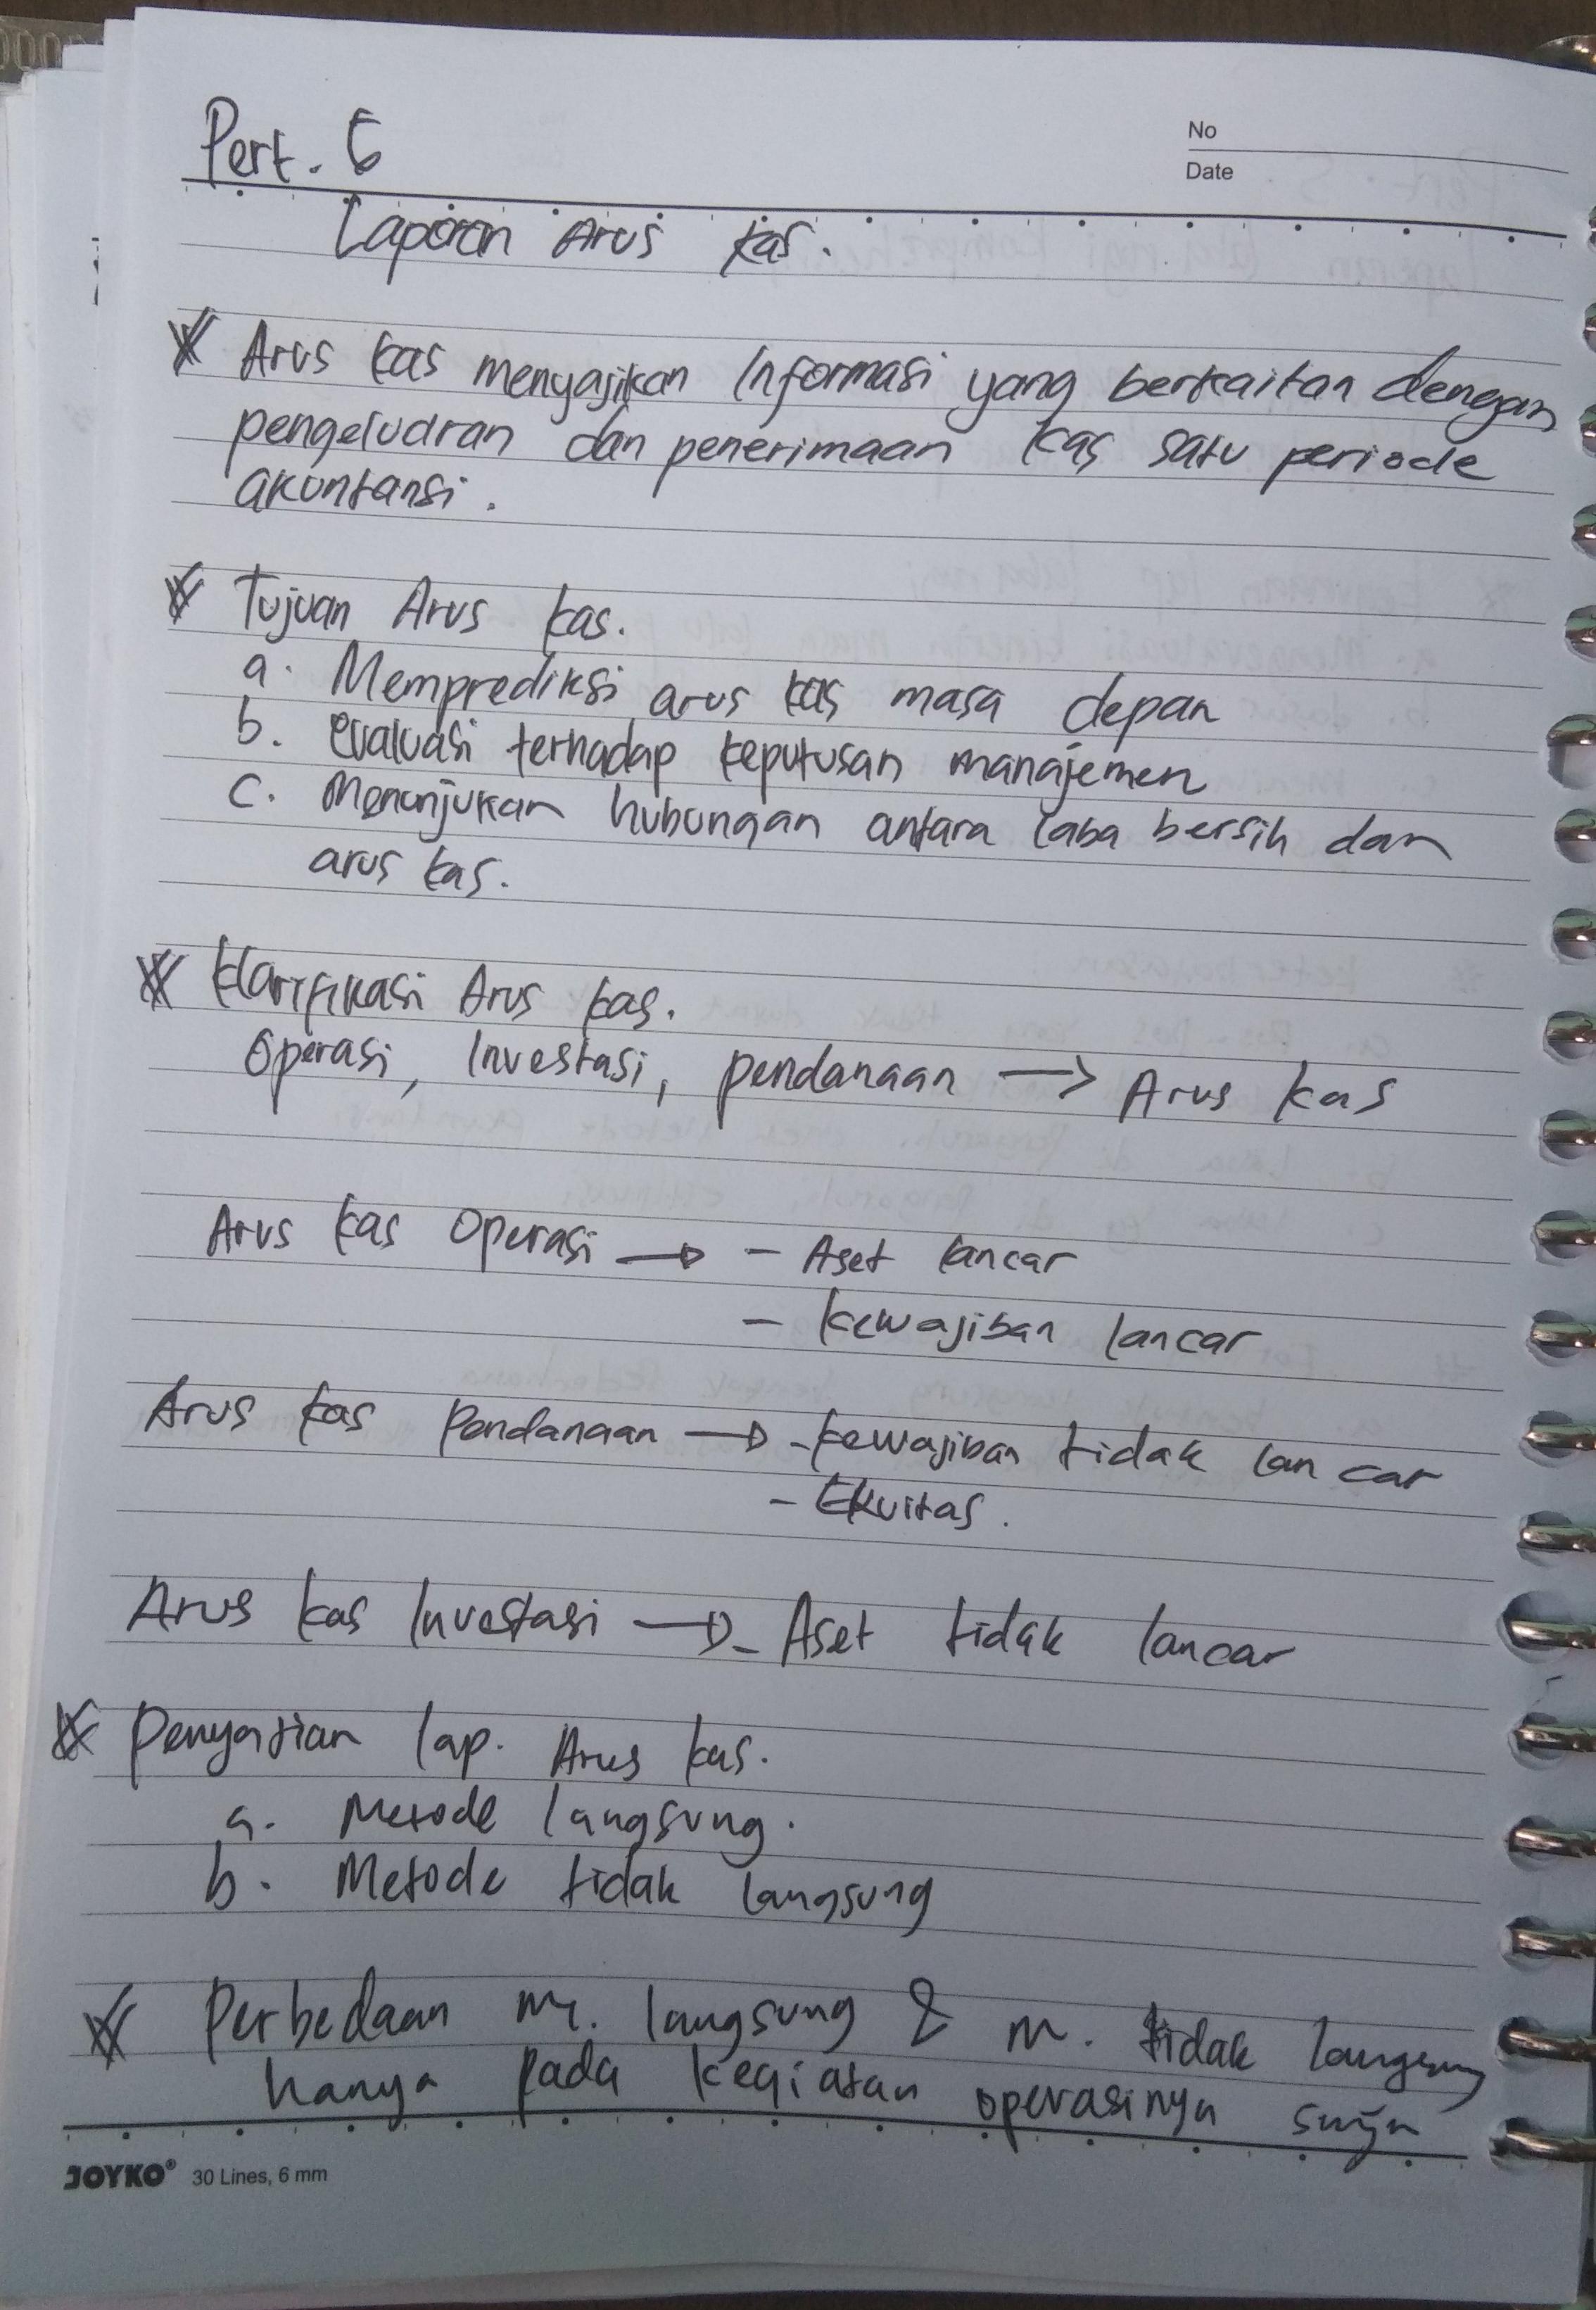 No
Date
Pert. 6
Laporan Arus Kas.
Arus kas menyajikan informasi yang berkaitan dengan
pengeluaran dan penerimaan kas satu periode
akuntansi.
Tujuan Arus kas.
a. Memprediksi arus kas masa depan
b. evaluasi terhadap keputusan manajemen
c. Menunjukan hubungan antara laba bersih dan
arus kas.
Klarifikasi Arus kas.
Operasi, Investasi, pendanaan → Arus kas
Arus kas Operasi → - Aset lancar
- kewajiban lancar
Arus kas Pendanaan → - kewajiban tidak lancar
- Ekuitas.
Arus kas Investasi → - Aset tidak lancar
Penyajian lap. Arus kas.
a. Metode langsung.
b. Metode tidak langsung
Perbedaan m. langsung & m. tidak langsung
hanya pada kegiatan operasinya saja
JOYKO® 30 Lines, 6 mm